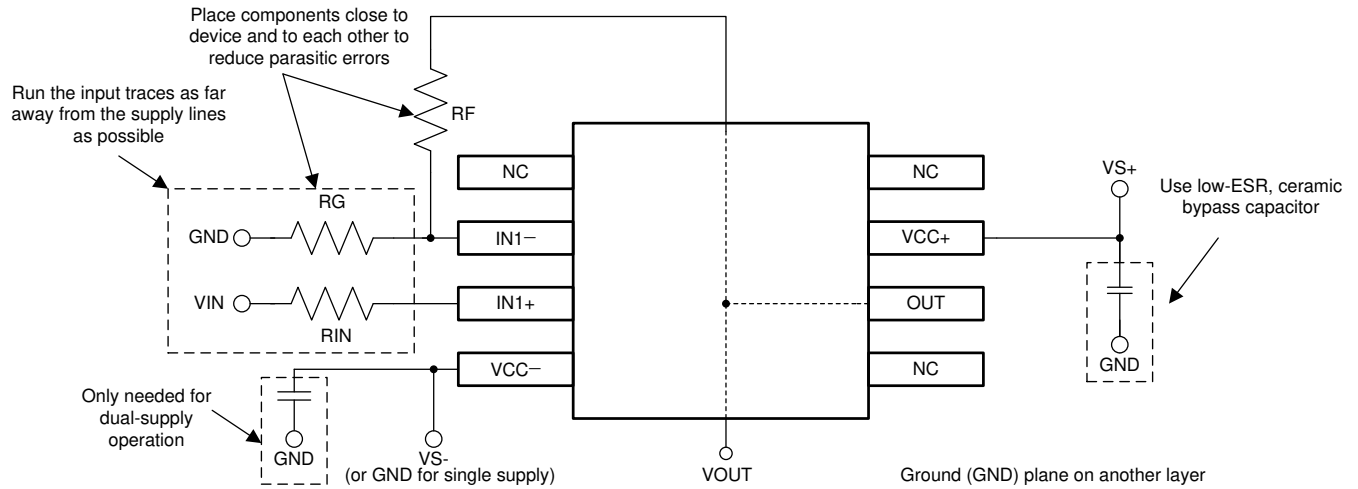 Place components close to
device and to each other to
reduce parasitic errors
Run the input traces as far
away from the supply lines
as possible
RF
NC
NC
VS+
Use low-ESR, ceramic
bypass capacitor
RG
GND
IN1−
VCC+
VIN
IN1+
OUT
RIN
VCC−
NC
GND
Only needed for
dual-supply
operation
GND
VS-
(or GND for single supply)
VOUT
Ground (GND) plane on another layer